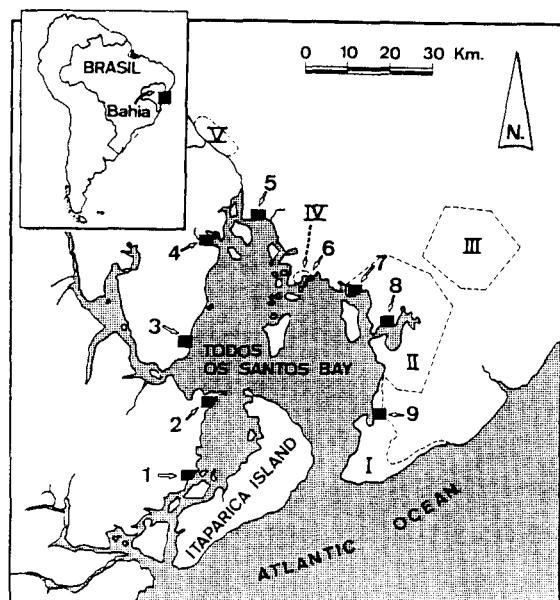 BRASIL
Bahia
0 10 20 30 Km.
N.
V
5
IV
6
4
7
III
8
3
II
TODOS
OS SANTOS BAY
2
9
1
I
ITAPARICA ISLAND
ATLANTIC OCEAN